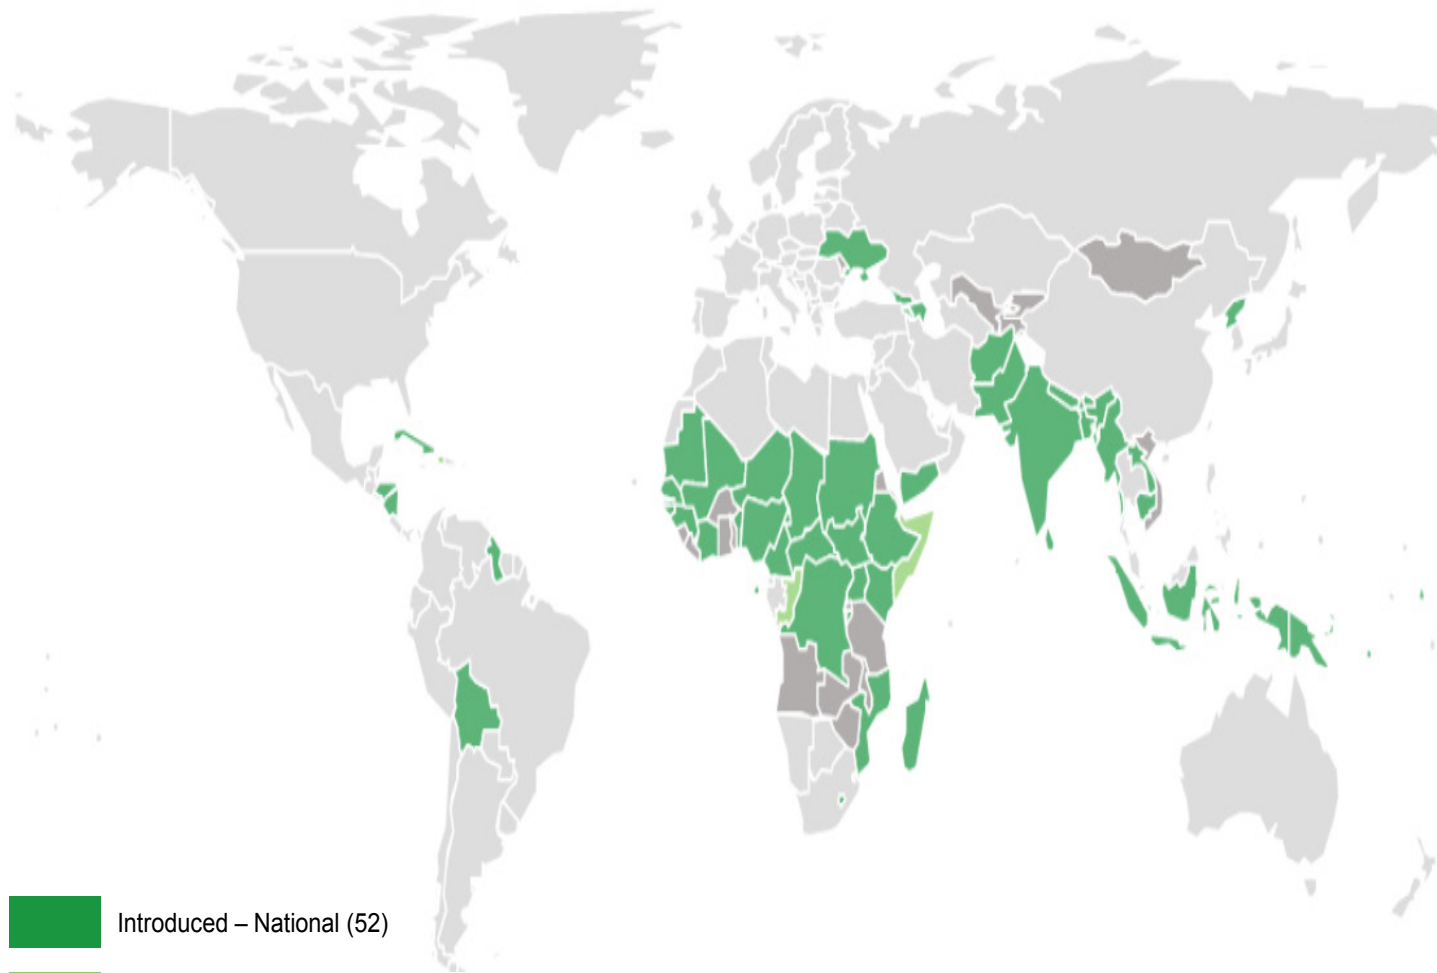 Introduced – National (52)